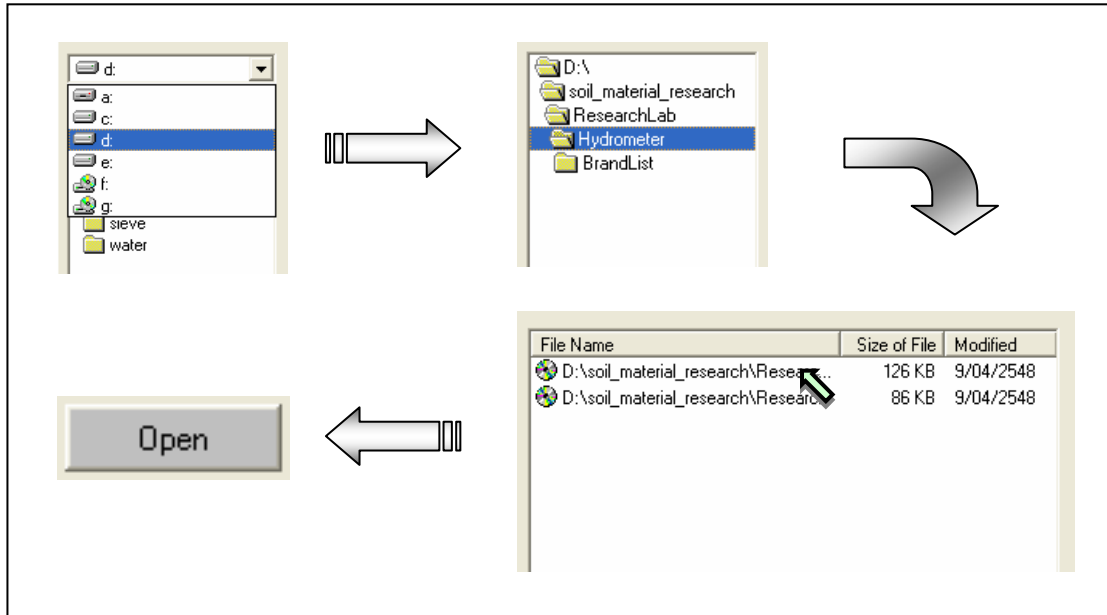 d:
a:
c:
d:
e:
f:
g:
sieve
water
D:\
soil_material_research
ResearchLab
Hydrometer
BrandList
File Name Size of File Modified
D:\soil_material_research\Researc... 126 KB 9/04/2548
D:\soil_material_research\Researc 86 KB 9/04/2548
Open